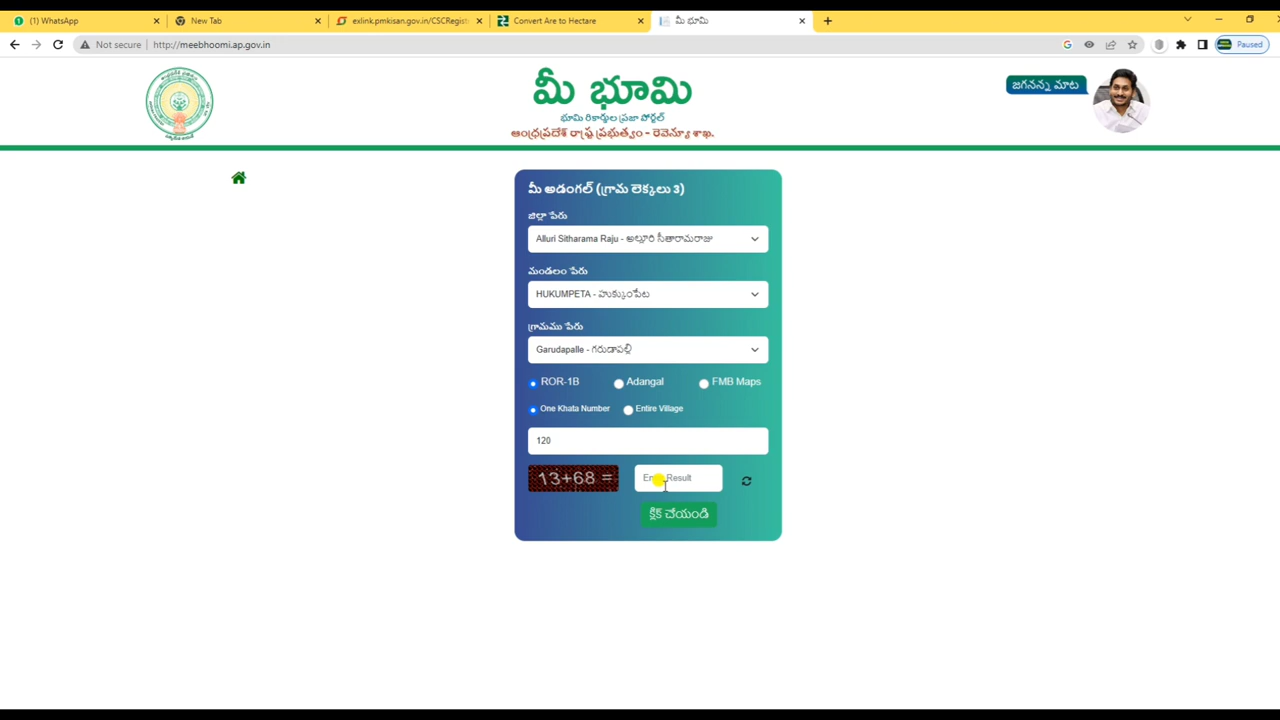 (1) WhatsApp
New Tab
exlink.pmkisan.gov.in/CSCRegist
Convert Are to Hectare
మీ భూమి
Not secure
http://meebhoomi.ap.gov.in
Paused
మీ భూమి
భూమి రికార్డుల ప్రజా పోర్టల్
ఆంధ్రప్రదేశ్ రాష్ట్ర ప్రభుత్వం - రెవెన్యూ శాఖ.
జగనన్న మాట
మీ అడంగల్ (గ్రామ లెక్కలు 3)
జిల్లా పేరు
Alluri Sitharama Raju - అల్లూరి సీతారామరాజు
మండలం పేరు
HUKUMPETA - హుక్కుంపేట
గ్రామము పేరు
Garudapalle - గరుడాపల్లి
ROR-1B Adangal FMB Maps
One Khata Number Entire Village
120
13+68 =
Result
క్లిక్ చేయండి